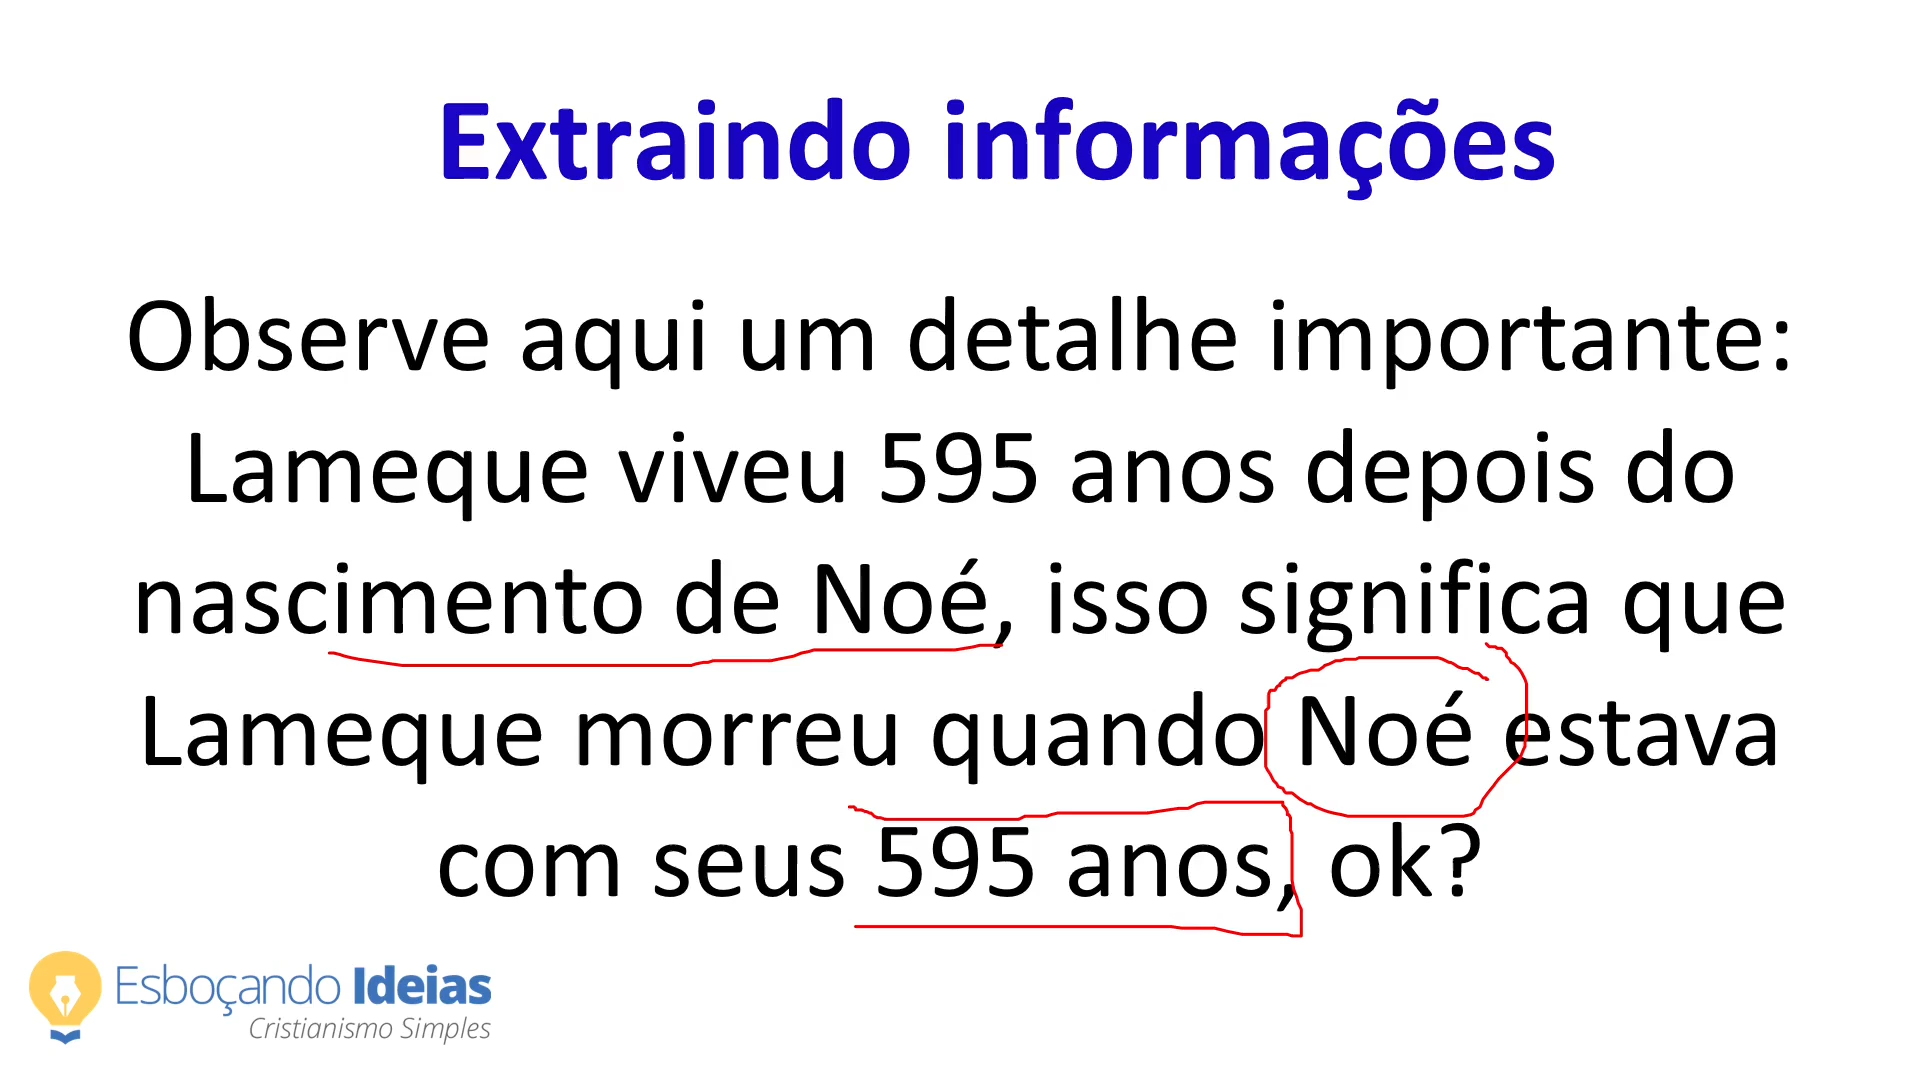 Extraindo informações
Observe aqui um detalhe importante:
Lameque viveu 595 anos depois do
nascimento de Noé, isso significa que
Lameque morreu quando Noé estava
com seus 595 anos, ok?
Esboçando Ideias
Cristianismo Simples